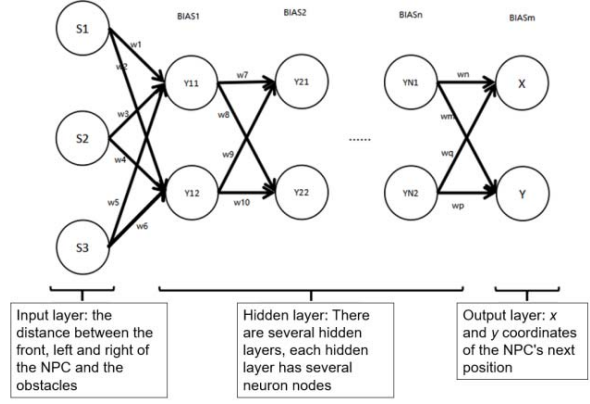 BIAS1
BIAS2
BIASn
BIASm
S1
w1
w2
w3
S2
w4
w5
w6
S3
Y11
Y12
w7
w8
w9
w10
Y21
Y22
......
YN1
YN2
wn
wm
wq
wp
X
Y
Input layer: the
distance between the
front, left and right of
the NPC and the
obstacles
Hidden layer: There
are several hidden
layers, each hidden
layer has several
neuron nodes
Output layer: x
and y coordinates
of the NPC's next
position